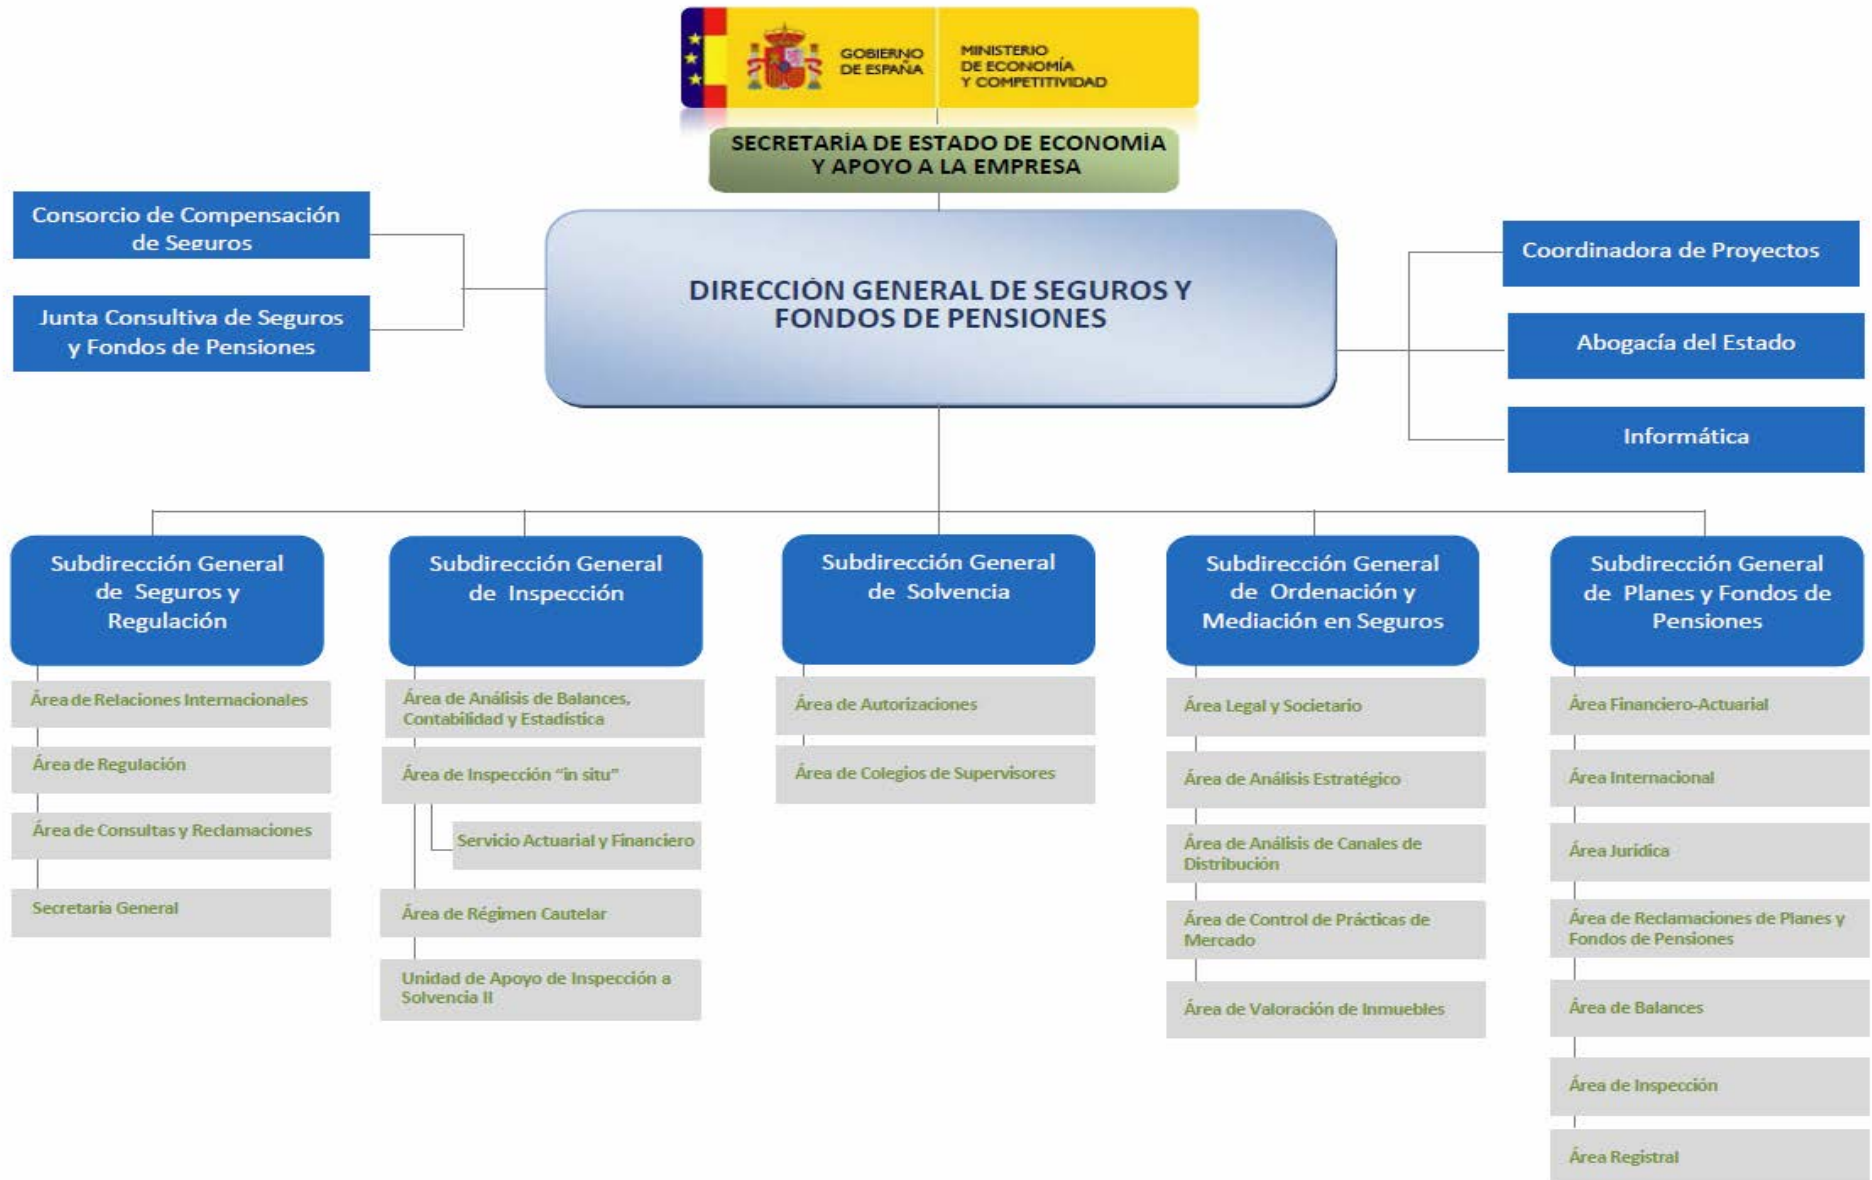 GOBIERNO
DE ESPAÑA
MINISTERIO
DE ECONOMÍA
Y COMPETITIVIDAD
SECRETARÍA DE ESTADO DE ECONOMÍA
Y APOYO A LA EMPRESA
Consorcio de Compensación
de Seguros
Junta Consultiva de Seguros
y Fondos de Pensiones
DIRECCIÓN GENERAL DE SEGUROS Y
FONDOS DE PENSIONES
Coordinadora de Proyectos
Abogacía del Estado
Informática
Subdirección General
de Seguros y
Regulación
Área de Relaciones Internacionales
Área de Regulación
Área de Consultas y Reclamaciones
Secretaria General
Subdirección General
de Inspección
Área de Análisis de Balances,
Contabilidad y Estadística
Área de Inspección "in situ"
Servicio Actuarial y Financiero
Área de Régimen Cautelar
Unidad de Apoyo de Inspección a
Solvencia II
Subdirección General
de Solvencia
Área de Autorizaciones
Área de Colegios de Supervisores
Subdirección General
de Ordenación y
Mediación en Seguros
Área Legal y Societario
Área de Análisis Estratégico
Área de Análisis de Canales de
Distribución
Área de Control de Prácticas de
Mercado
Área de Valoración de Inmuebles
Subdirección General
de Planes y Fondos de
Pensiones
Área Financiero-Actuarial
Área Internacional
Área Jurídica
Área de Reclamaciones de Planes y
Fondos de Pensiones
Área de Balances
Área de Inspección
Área Registral